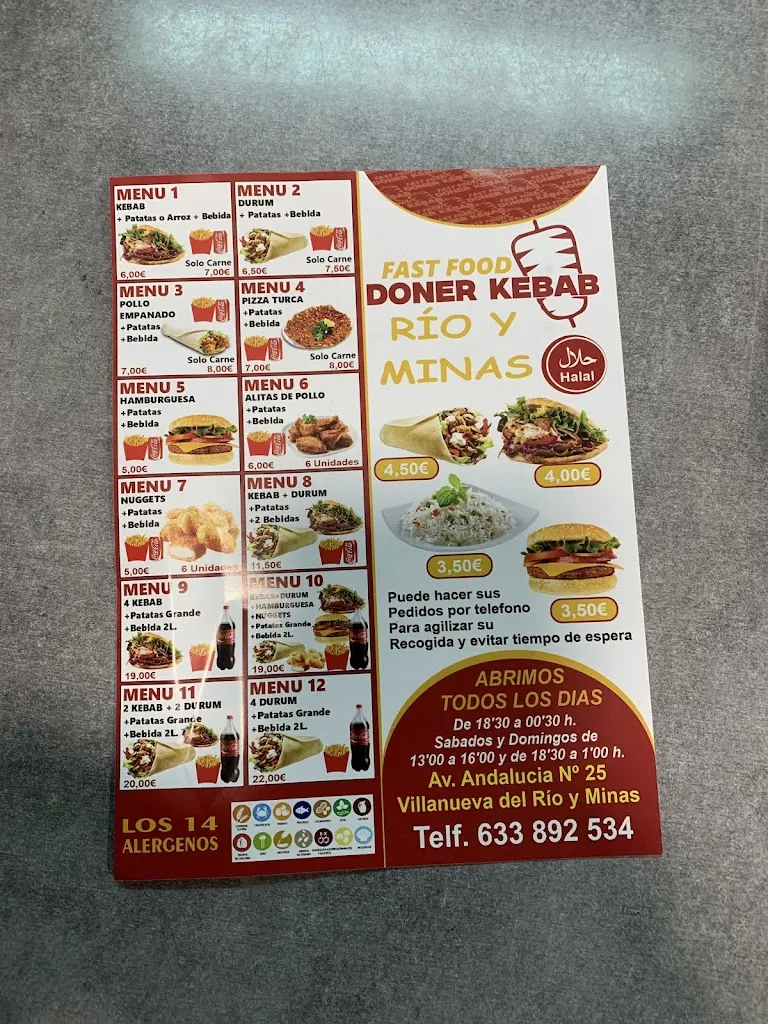 MENU 1
KEBAB
+ Patatas o Arroz + Bebida
Solo Carne
6,00€ 7,00€
MENU 2
DURUM
+ Patatas +Bebida
Solo Carne
6,50€ 7,50€
MENU 3
POLLO
EMPANADO
+Patatas
+Bebida
Solo Carne
7,00€ 8,00€
MENU 4
PIZZA TURCA
+Patatas
+Bebida
Solo Carne
7,00€ 8,00€
MENU 5
HAMBURGUESA
+Patatas
+Bebida
5,00€
MENU 6
ALITAS DE POLLO
+Patatas
+Bebida
6,00€ 6 Unidades
MENU 7
NUGGETS
+Patatas
+Bebida
5,00€ 6 Unidades
MENU 8
KEBAB + DURUM
+Patatas
+2 Bebidas
11,50€
MENU 9
4 KEBAB
+Patatas Grande
+Bebida 2L.
19,00€
MENU 10
KEBAB+DURUM
+HAMBURGUESA
+NUGGETS
+Patatas Grande
+Bebida 2L.
19,00€
MENU 11
2 KEBAB + 2 DURUM
+Patatas Grande
+Bebida 2L.
20,00€
MENU 12
4 DURUM
+Patatas Grande
+Bebida 2L.
22,00€
LOS 14
ALERGENOS
FAST FOOD
DONER KEBAB
RÍO Y
MINAS
حلال
Halal
4,50€
4,00€
3,50€
3,50€
Puede hacer sus
Pedidos por telefono
Para agilizar su
Recogida y evitar tiempo de espera
ABRIMOS
TODOS LOS DIAS
De 18'30 a 00'30 h.
Sabados y Domingos de
13'00 a 16'00 y de 18'30 a 1'00 h.
Av. Andalucia Nº 25
Villanueva del Río y Minas
Telf. 633 892 534